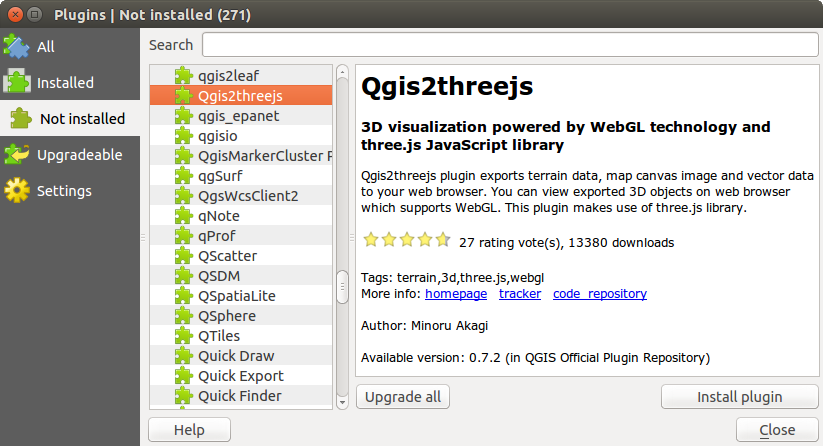 Plugins | Not installed (271)
All
Installed
Not installed
Upgradeable
Settings
Search
qgis2leaf
Qgis2threejs
qgis_epanet
qgisio
QgisMarkerCluster P
qgSurf
QgsWcsClient2
qNote
qProf
QScatter
QSDM
QSpatiaLite
QSphere
QTiles
Quick Draw
Quick Export
Quick Finder
Qgis2threejs
3D visualization powered by WebGL technology and
three.js JavaScript library
Qgis2threejs plugin exports terrain data, map canvas image and vector data
to your web browser. You can view exported 3D objects on web browser
which supports WebGL. This plugin makes use of three.js library.
27 rating vote(s), 13380 downloads
Tags: terrain,3d,three.js,webgl
More info: homepage tracker code_repository
Author: Minoru Akagi
Available version: 0.7.2 (in QGIS Official Plugin Repository)
Upgrade all
Install plugin
Help
Close